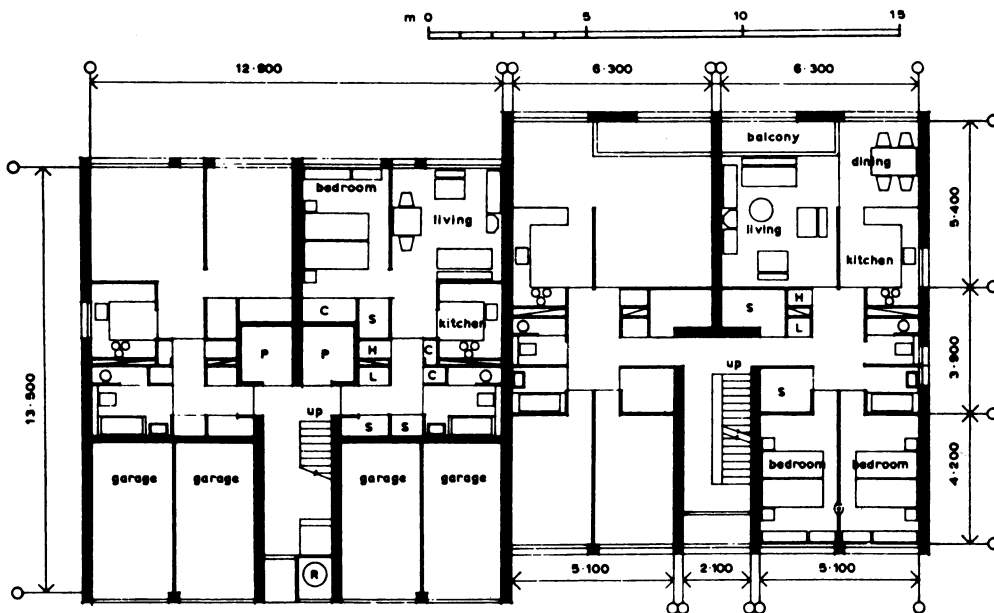 m 0 5 10 15
12·900 6·300 6·300
balcony
dining
bedroom
living
living
kitchen
5·400
C S
kitchen
S H
L
P P H C
L C
up
up
S
3·900
13·900
S S
garage garage garage garage
bedroom bedroom
4·200
R
5·100 2·100 5·100